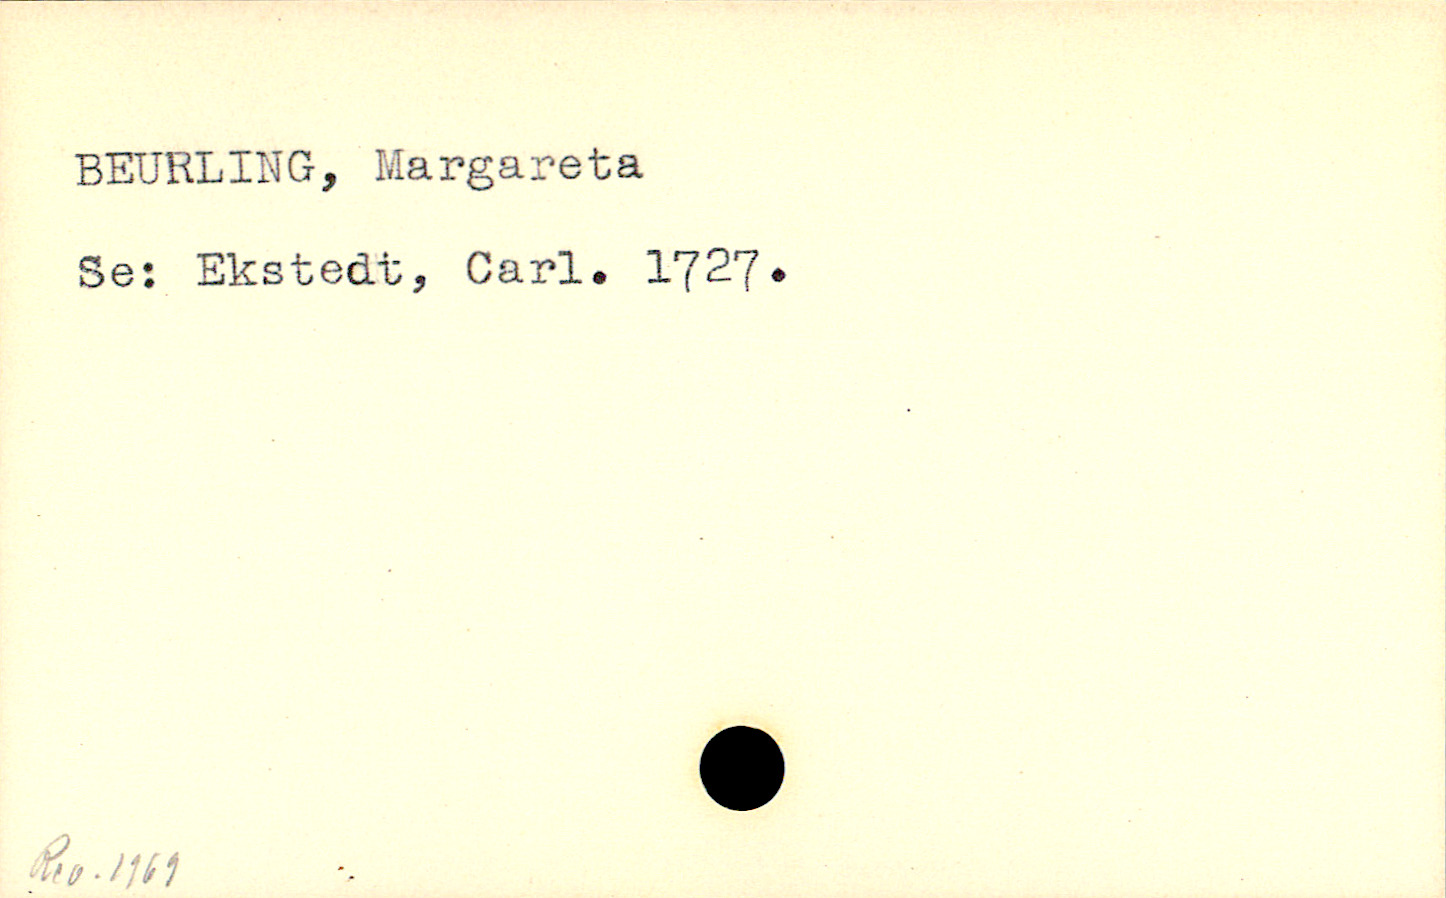 BEURLING, Margareta
Se: Ekstedt, Carl. 1727.
Rev. 1969